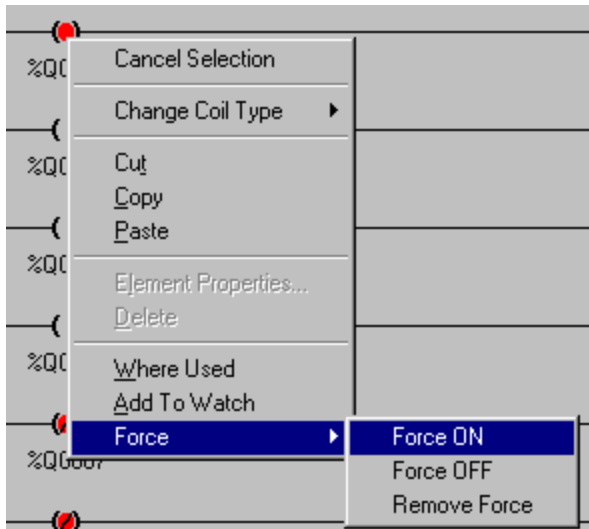 Cancel Selection
%Q0
Change Coil Type
%Q0
Cut
Copy
Paste
%Q0
Element Properties...
Delete
%Q0
Where Used
Add To Watch
Force
Force ON
%Q0007
Force OFF
Remove Force